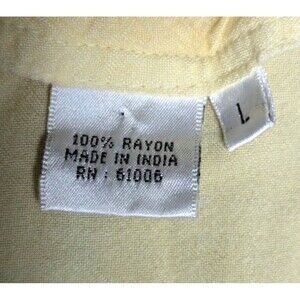 100% RAYON
MADE IN INDIA
RN : 61006
L